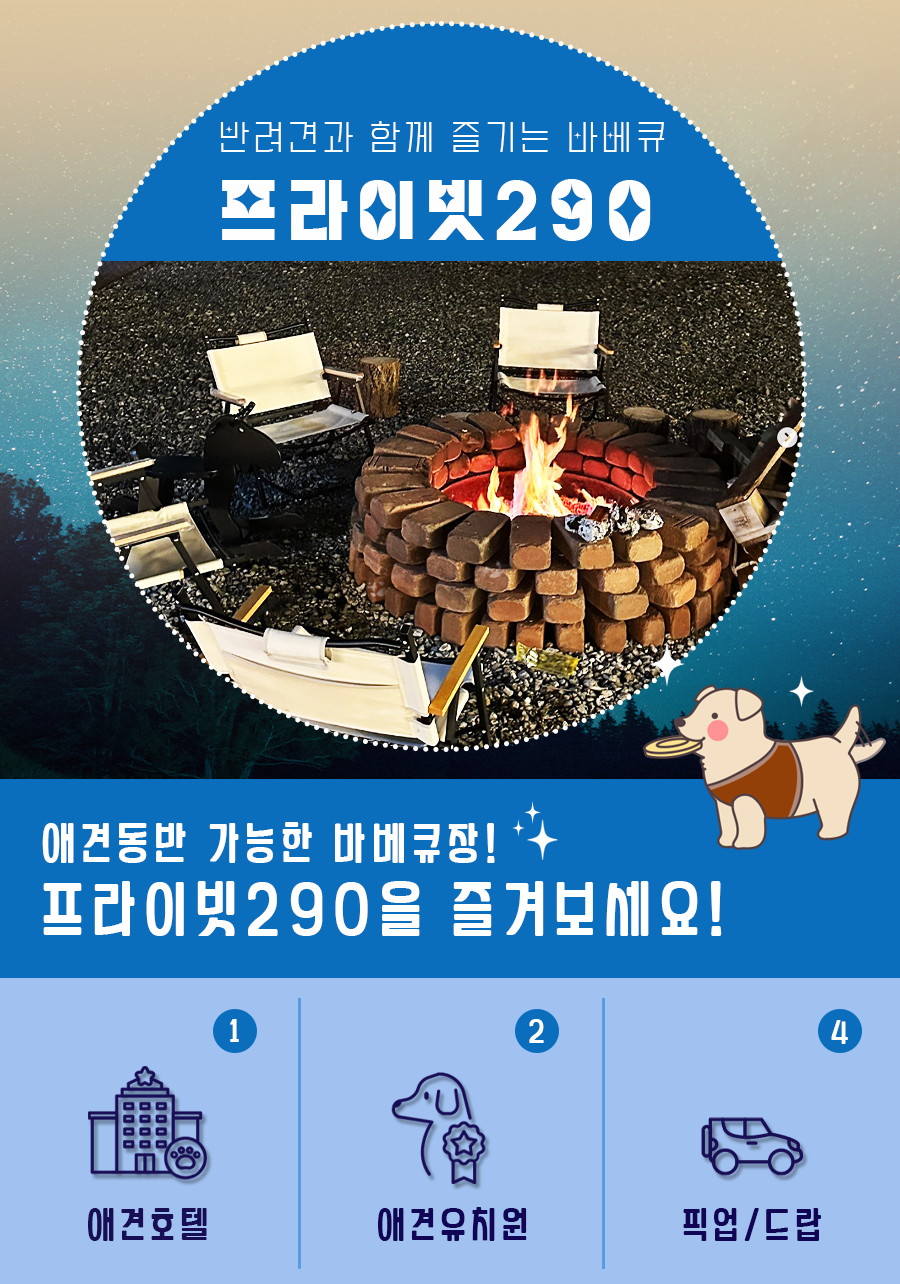 반려견과 함께 즐기는 바베큐
프라이빗290
애견동반 가능한 바베큐장!
프라이빗290을 즐겨보세요!
1
2
4
애견호텔
애견유치원
픽업/드랍